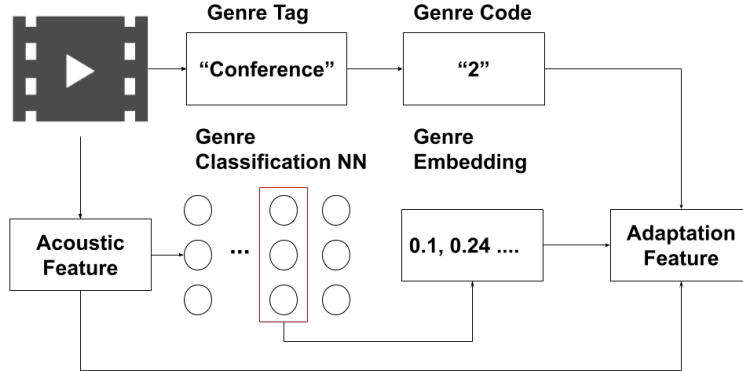 Genre Tag
Genre Code
“Conference”
“2”
Genre
Classification NN
Genre
Embedding
Acoustic
Feature
...
0.1, 0.24 ....
Adaptation
Feature